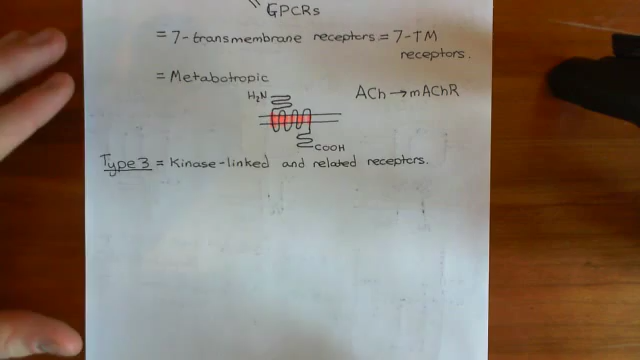 GPCRs
= 7-transmembrane receptors = 7-TM
receptors.
= Metabotropic
H₂N
ACh → mAChR
COOH
Type 3 = Kinase-linked and related receptors.